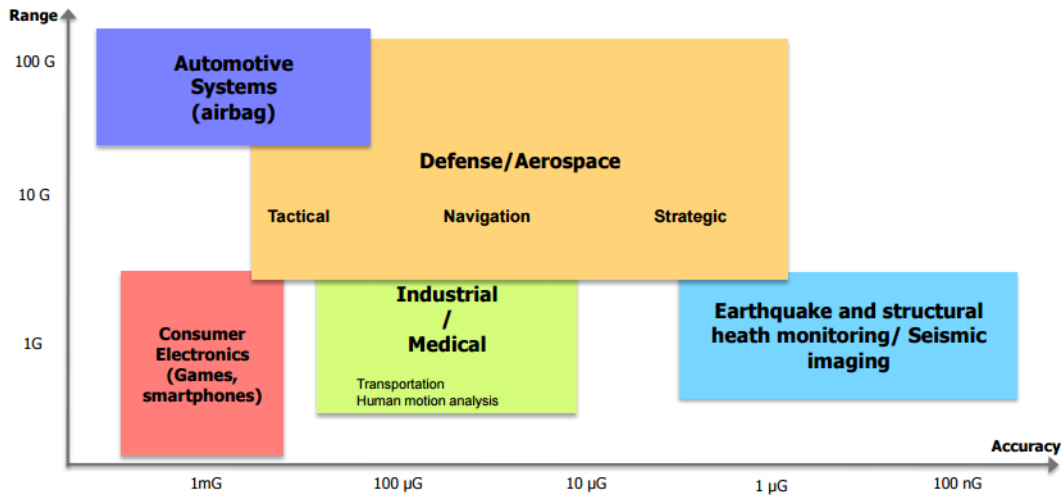 Range
100 G
10 G
1G
Automotive
Systems
(airbag)
Defense/Aerospace
Tactical
Navigation
Strategic
Consumer
Electronics
(Games,
smartphones)
Industrial
/
Medical
Transportation
Human motion analysis
Earthquake and structural
heath monitoring/ Seismic
imaging
Accuracy
1mG
100 µG
10 µG
1 µG
100 nG